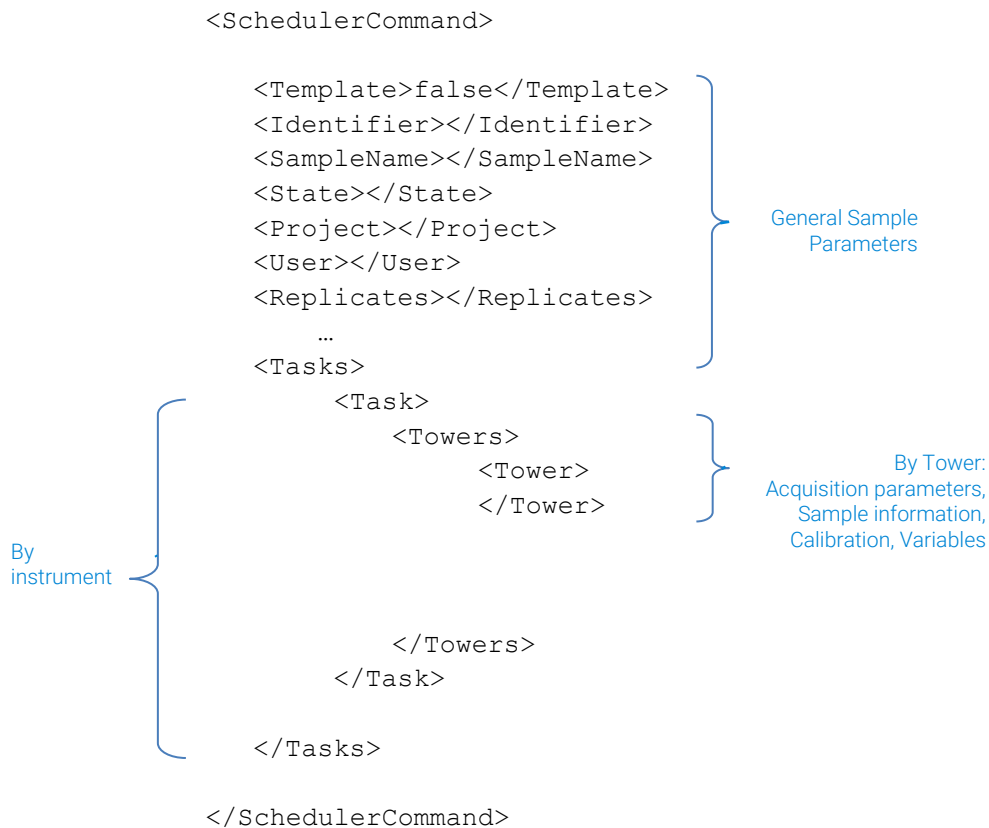 <SchedulerCommand>
<Template>false</Template>
<Identifier></Identifier>
<SampleName></SampleName>
<State></State>
<Project></Project>
<User></User>
<Replicates></Replicates>
…
<Tasks>
General Sample
Parameters
<Task>
<Towers>
<Tower>
</Tower>
By Tower:
Acquisition parameters,
Sample information,
Calibration, Variables
By
instrument
</Towers>
</Task>
</Tasks>
</SchedulerCommand>